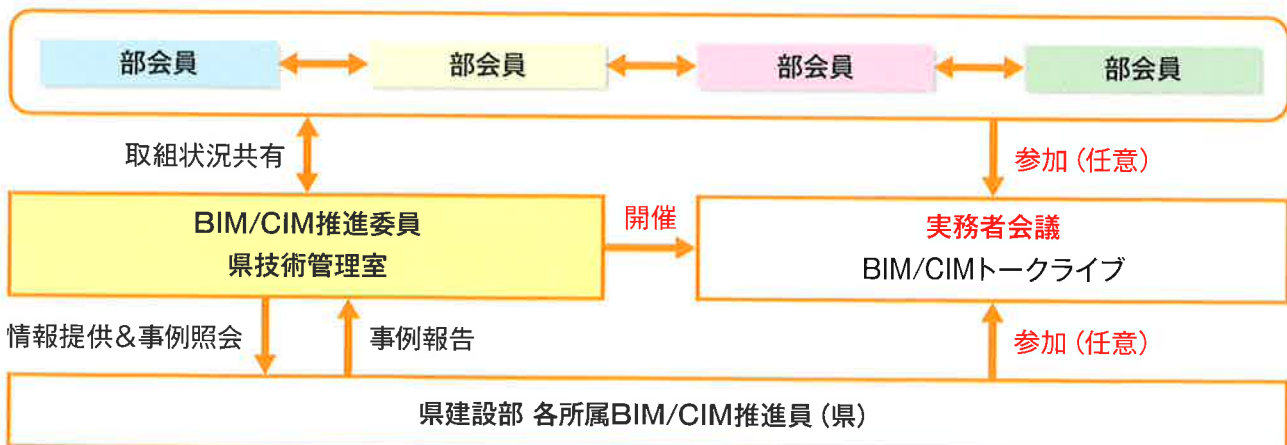 部会員
部会員
部会員
部会員
取組状況共有
参加(任意)
BIM/CIM推進委員
県技術管理室
開催
実務者会議
BIM/CIMトークライブ
情報提供&事例照会
事例報告
参加(任意)
県建設部 各所属BIM/CIM推進員(県)